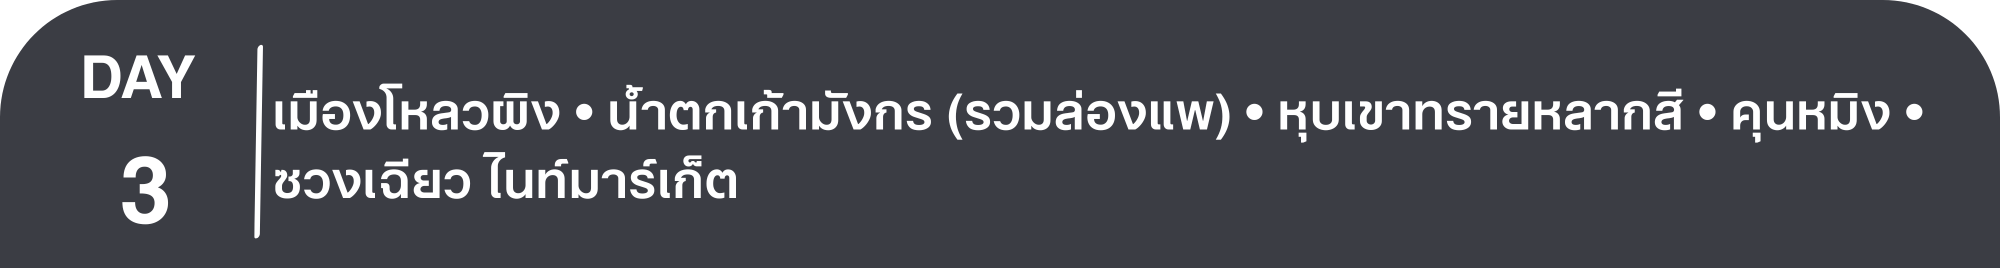 DAY
3
เมืองโหลวผิง • น้ำตกเก้ามังกร (รวมล่องแพ) • หุบเขาทรายหลากสี • คุนหมิง •
ซวงเฉียว ไนท์มาร์เก็ต